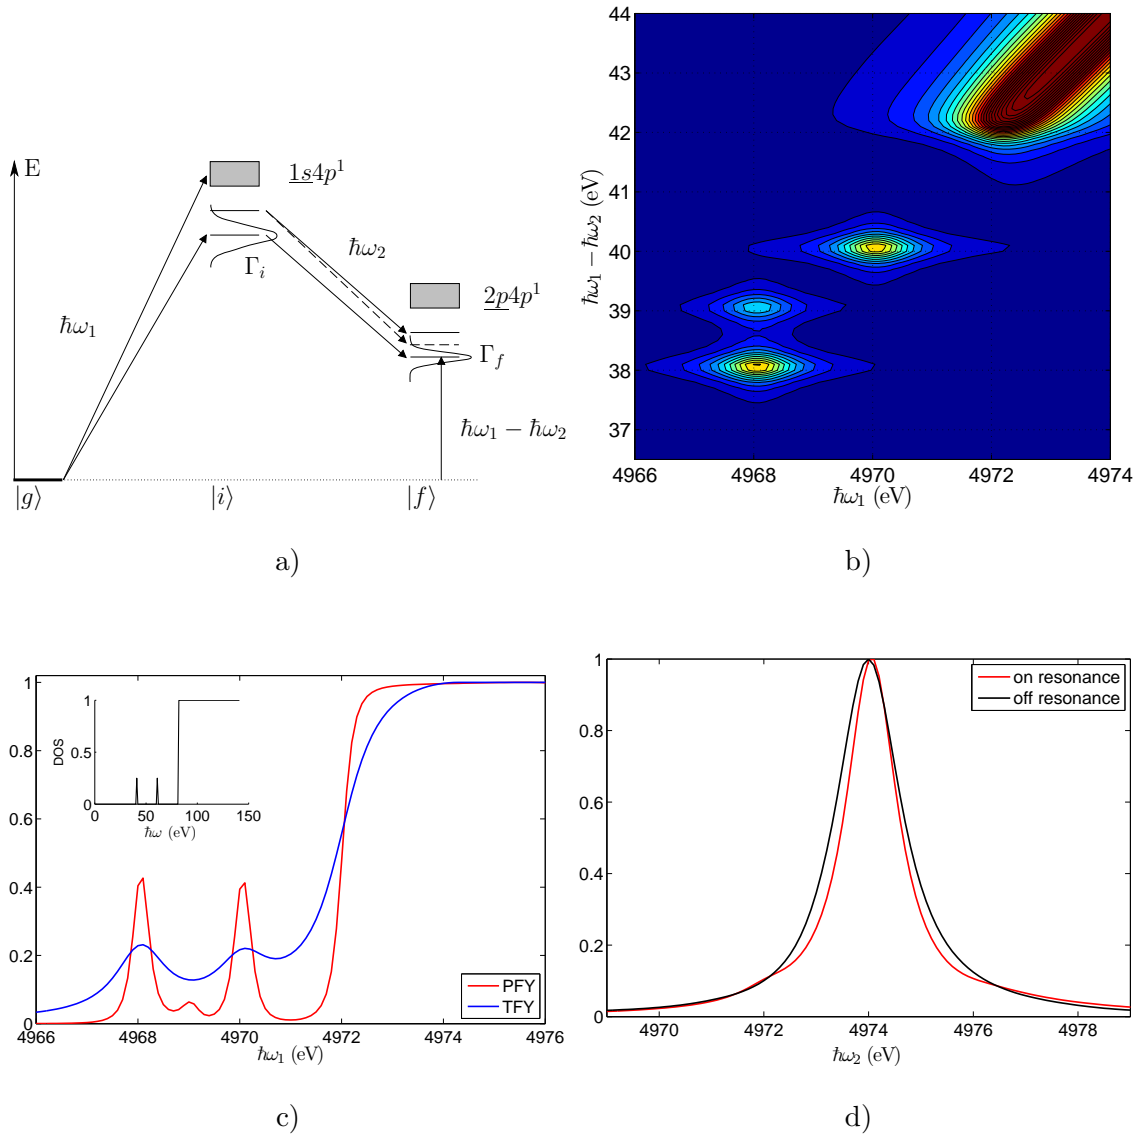 E
1s4p¹
ħω₂
Γᵢ
2p4p¹
ħω₁
Γ_f
ħω₁ − ħω₂
|g⟩ |i⟩ |f⟩
a)
44
43
42
41
40
39
38
37
ħω₁ − ħω₂ (eV)
4966 4968 4970 4972 4974
ħω₁ (eV)
b)
1
0.8
0.6
0.4
0.2
0
1
0.5
0
DOS
0 50 100 150
ħω (eV)
PFY
TFY
4966 4968 4970 4972 4974 4976
ħω₁ (eV)
c)
1
0.8
0.6
0.4
0.2
0
on resonance
off resonance
4970 4972 4974 4976 4978
ħω₂ (eV)
d)